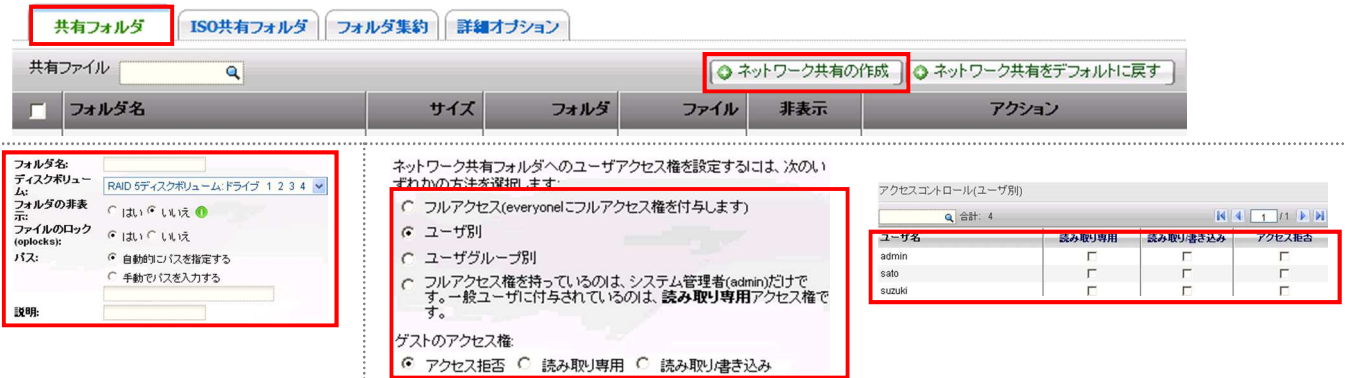 共有フォルダ ISO共有フォルダ フォルダ集約 詳細オプション
共有ファイル ネットワーク共有の作成 ネットワーク共有をデフォルトに戻す
フォルダ名 サイズ フォルダ ファイル 非表示 アクション
フォルダ名:
ディスクボリューム: RAID 5ディスクボリューム:ドライブ 1 2 3 4
フォルダの非表示: はい いいえ
ファイルのロック(oplocks): はい いいえ
パス: 自動的にパスを指定する
手動でパスを入力する
説明:
ネットワーク共有フォルダへのユーザアクセス権を設定するには、次のい
ずれかの方法を選択します:
フルアクセス(everyoneにフルアクセス権を付与します)
ユーザ別
ユーザグループ別
フルアクセス権を持っているのは、システム管理者(admin)だけで
す。一般ユーザに付与されているのは、読み取り専用アクセス権で
す。
ゲストのアクセス権:
アクセス拒否 読み取り専用 読み取り/書き込み
アクセスコントロール(ユーザ別)
合計: 4 1 /1
ユーザ名 読み取り専用 読み取り/書き込み アクセス拒否
admin
sato
suzuki